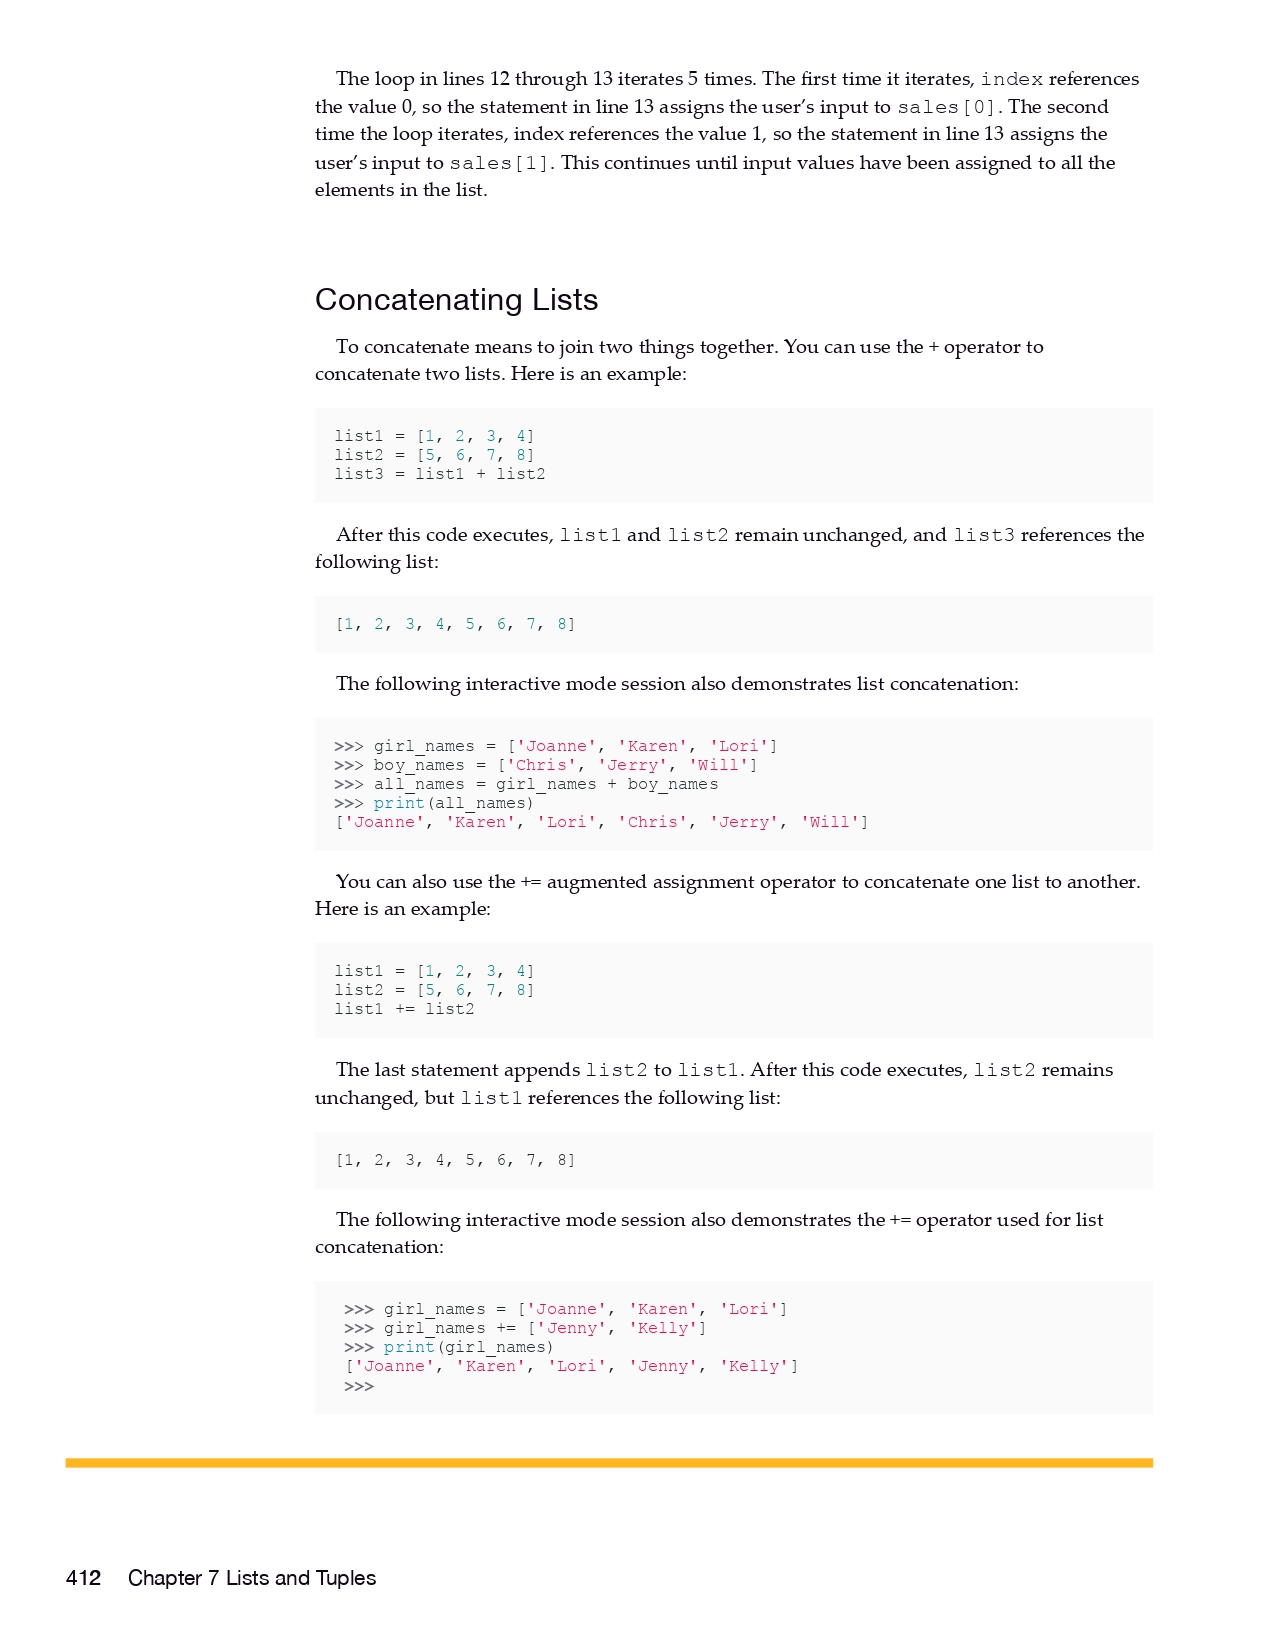 The loop in lines 12 through 13 iterates 5 times. The first time it iterates, index references
the value 0, so the statement in line 13 assigns the user’s input to sales[0]. The second
time the loop iterates, index references the value 1, so the statement in line 13 assigns the
user’s input to sales[1]. This continues until input values have been assigned to all the
elements in the list.
Concatenating Lists
To concatenate means to join two things together. You can use the + operator to
concatenate two lists. Here is an example:
list1 = [1, 2, 3, 4]
list2 = [5, 6, 7, 8]
list3 = list1 + list2
After this code executes, list1 and list2 remain unchanged, and list3 references the
following list:
[1, 2, 3, 4, 5, 6, 7, 8]
The following interactive mode session also demonstrates list concatenation:
>>> girl_names = ['Joanne', 'Karen', 'Lori']
>>> boy_names = ['Chris', 'Jerry', 'Will']
>>> all_names = girl_names + boy_names
>>> print(all_names)
['Joanne', 'Karen', 'Lori', 'Chris', 'Jerry', 'Will']
You can also use the += augmented assignment operator to concatenate one list to another.
Here is an example:
list1 = [1, 2, 3, 4]
list2 = [5, 6, 7, 8]
list1 += list2
The last statement appends list2 to list1. After this code executes, list2 remains
unchanged, but list1 references the following list:
[1, 2, 3, 4, 5, 6, 7, 8]
The following interactive mode session also demonstrates the += operator used for list
concatenation:
>>> girl_names = ['Joanne', 'Karen', 'Lori']
>>> girl_names += ['Jenny', 'Kelly']
>>> print(girl_names)
['Joanne', 'Karen', 'Lori', 'Jenny', 'Kelly']
>>>
412 Chapter 7 Lists and Tuples